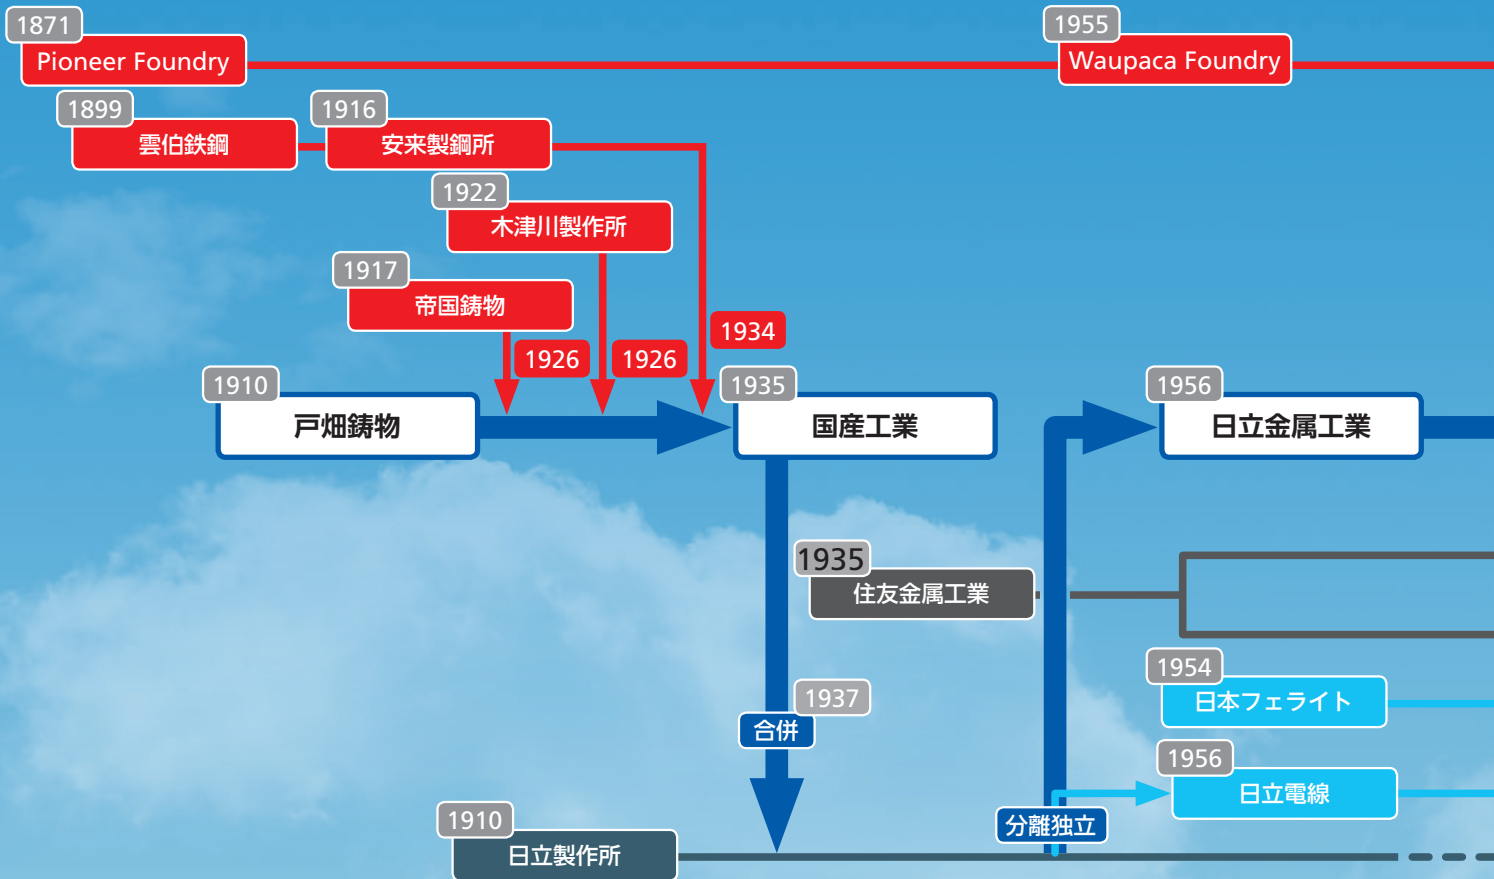 1871
Pioneer Foundry
1955
Waupaca Foundry
1899
雲伯鉄鋼
1916
安来製鋼所
1922
木津川製作所
1917
帝国鋳物
1926
1926
1934
1910
戸畑鋳物
1935
国産工業
1956
日立金属工業
1935
住友金属工業
1954
日本フェライト
1937
合併
1956
日立電線
分離独立
1910
日立製作所